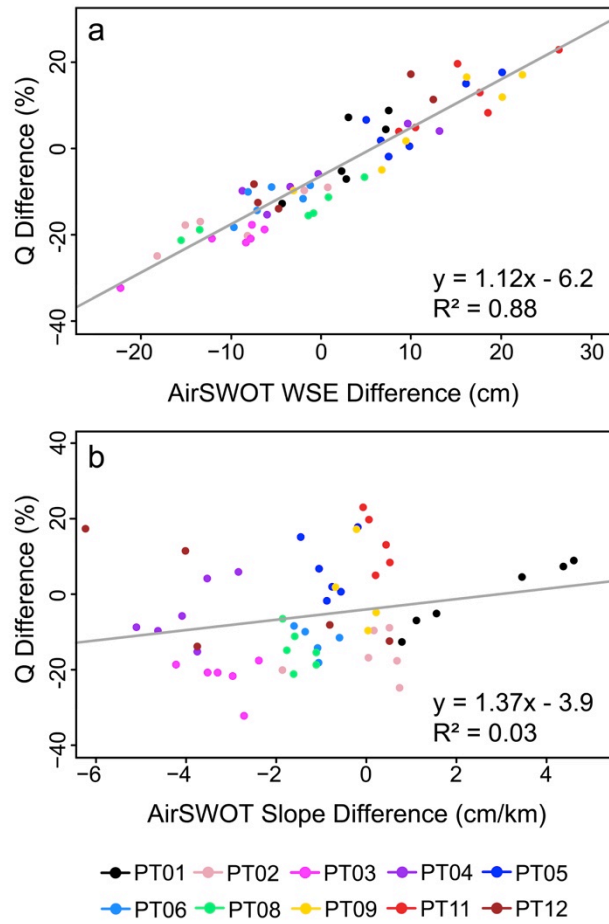 a
20
0
−20
−40
Q Difference (%)
y = 1.12x - 6.2
R² = 0.88
−20 −10 0 10 20 30
AirSWOT WSE Difference (cm)
b
40
20
0
−20
−40
Q Difference (%)
y = 1.37x - 3.9
R² = 0.03
−6 −4 −2 0 2 4
AirSWOT Slope Difference (cm/km)
PT01 PT02 PT03 PT04 PT05
PT06 PT08 PT09 PT11 PT12